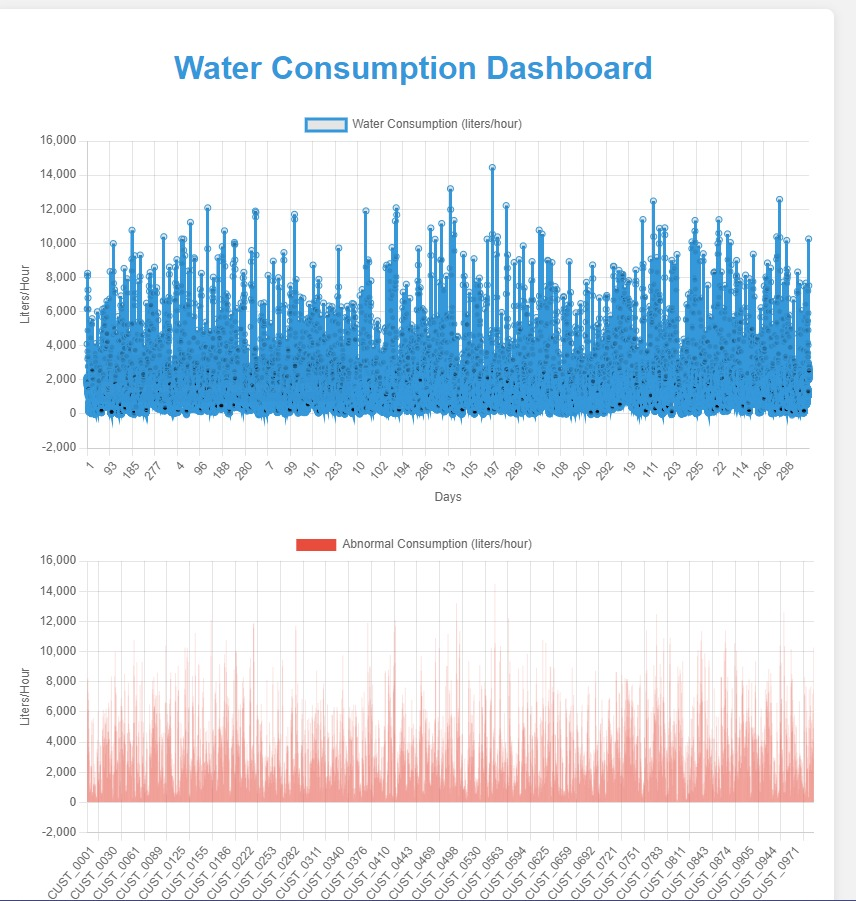 Water Consumption Dashboard
Water Consumption (liters/hour)
16,000
14,000
12,000
10,000
8,000
6,000
4,000
2,000
0
-2,000
Liters/Hour
1 93 185 277 4 96 188 280 7 99 191 283 10 102 194 286 13 105 197 289 16 108 200 292 19 111 203 295 22 114 206 298
Days
Abnormal Consumption (liters/hour)
16,000
14,000
12,000
10,000
8,000
6,000
4,000
2,000
0
-2,000
Liters/Hour
CUST_0001 CUST_0030 CUST_0061 CUST_0089 CUST_0125 CUST_0155 CUST_0186 CUST_0222 CUST_0253 CUST_0282 CUST_0311 CUST_0340 CUST_0376 CUST_0410 CUST_0443 CUST_0469 CUST_0498 CUST_0530 CUST_0563 CUST_0594 CUST_0625 CUST_0659 CUST_0692 CUST_0721 CUST_0751 CUST_0783 CUST_0811 CUST_0843 CUST_0874 CUST_0905 CUST_0944 CUST_0971